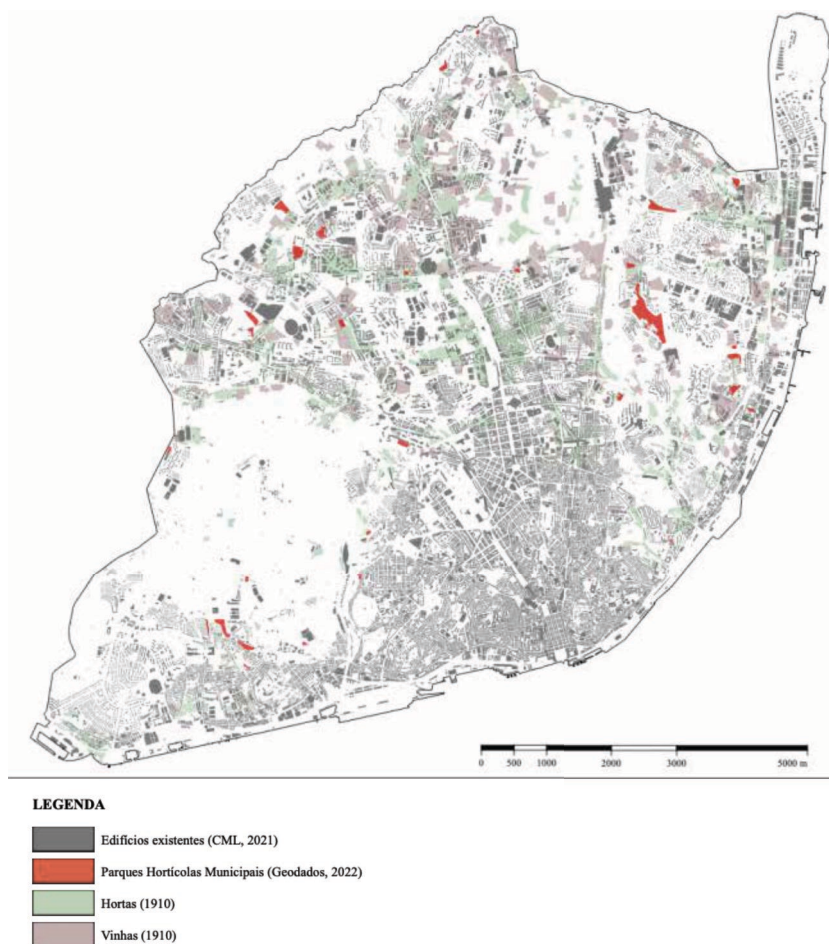 0 500 1000 2000 3000 5000 m
LEGENDA
Edifícios existentes (CML, 2021)
Parques Hortícolas Municipais (Geodados, 2022)
Hortas (1910)
Vinhas (1910)